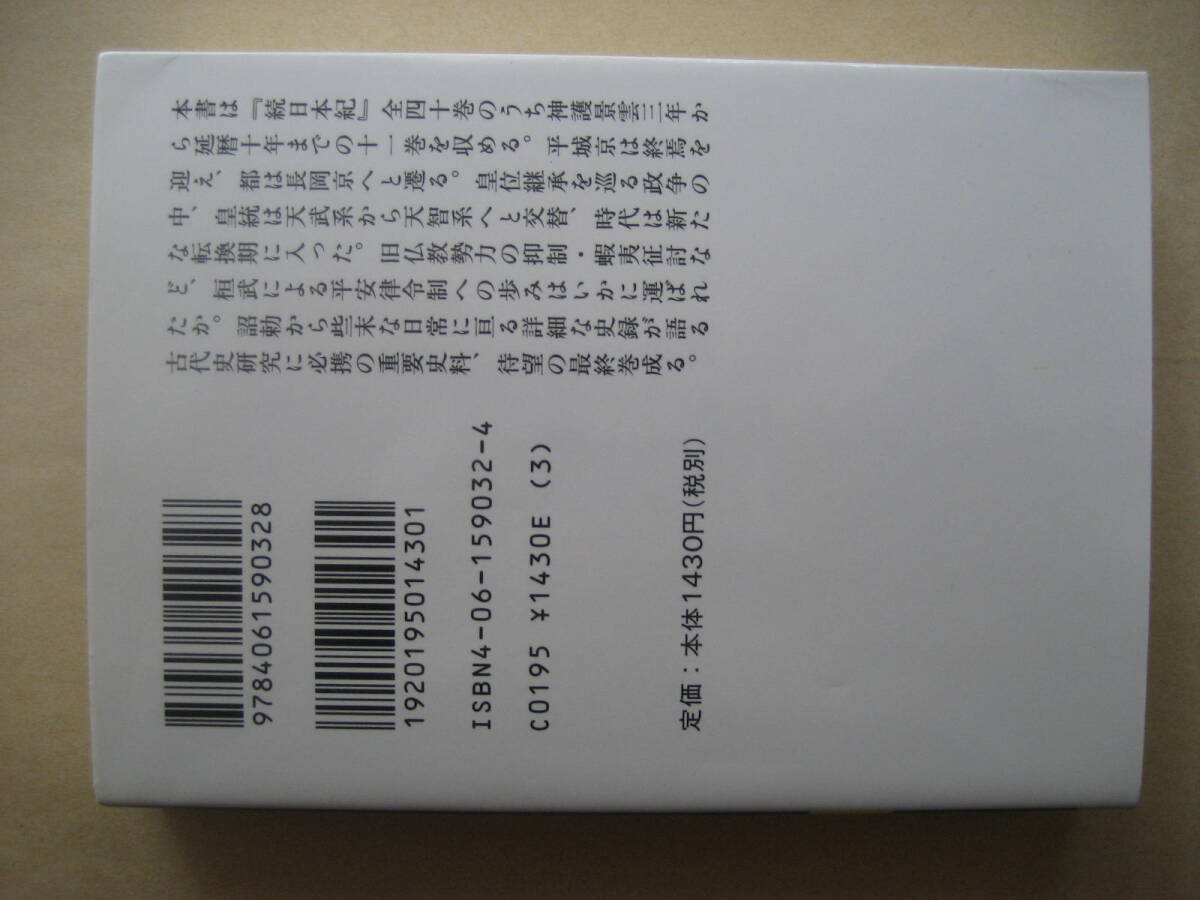 本書は『続日本紀』全四十巻のうち神護景雲三年か
ら延暦十年までの十一巻を収める。平城京は終焉を
迎え、都は長岡京へと遷る。皇位継承を巡る政争の
中、皇統は天武系から天智系へと交替、時代は新た
な転換期に入った。旧仏教勢力の抑制・蝦夷征討な
ど、桓武による平安律令制への歩みはいかに運ばれ
たか。詔勅から些末な日常に亘る詳細な史録が語る
古代史研究に必携の重要史料、待望の最終巻成る。
9784061590328
1920195014301
ISBN4-06-159032-4
C0195 ¥1430E (3)
定価：本体1430円(税別)